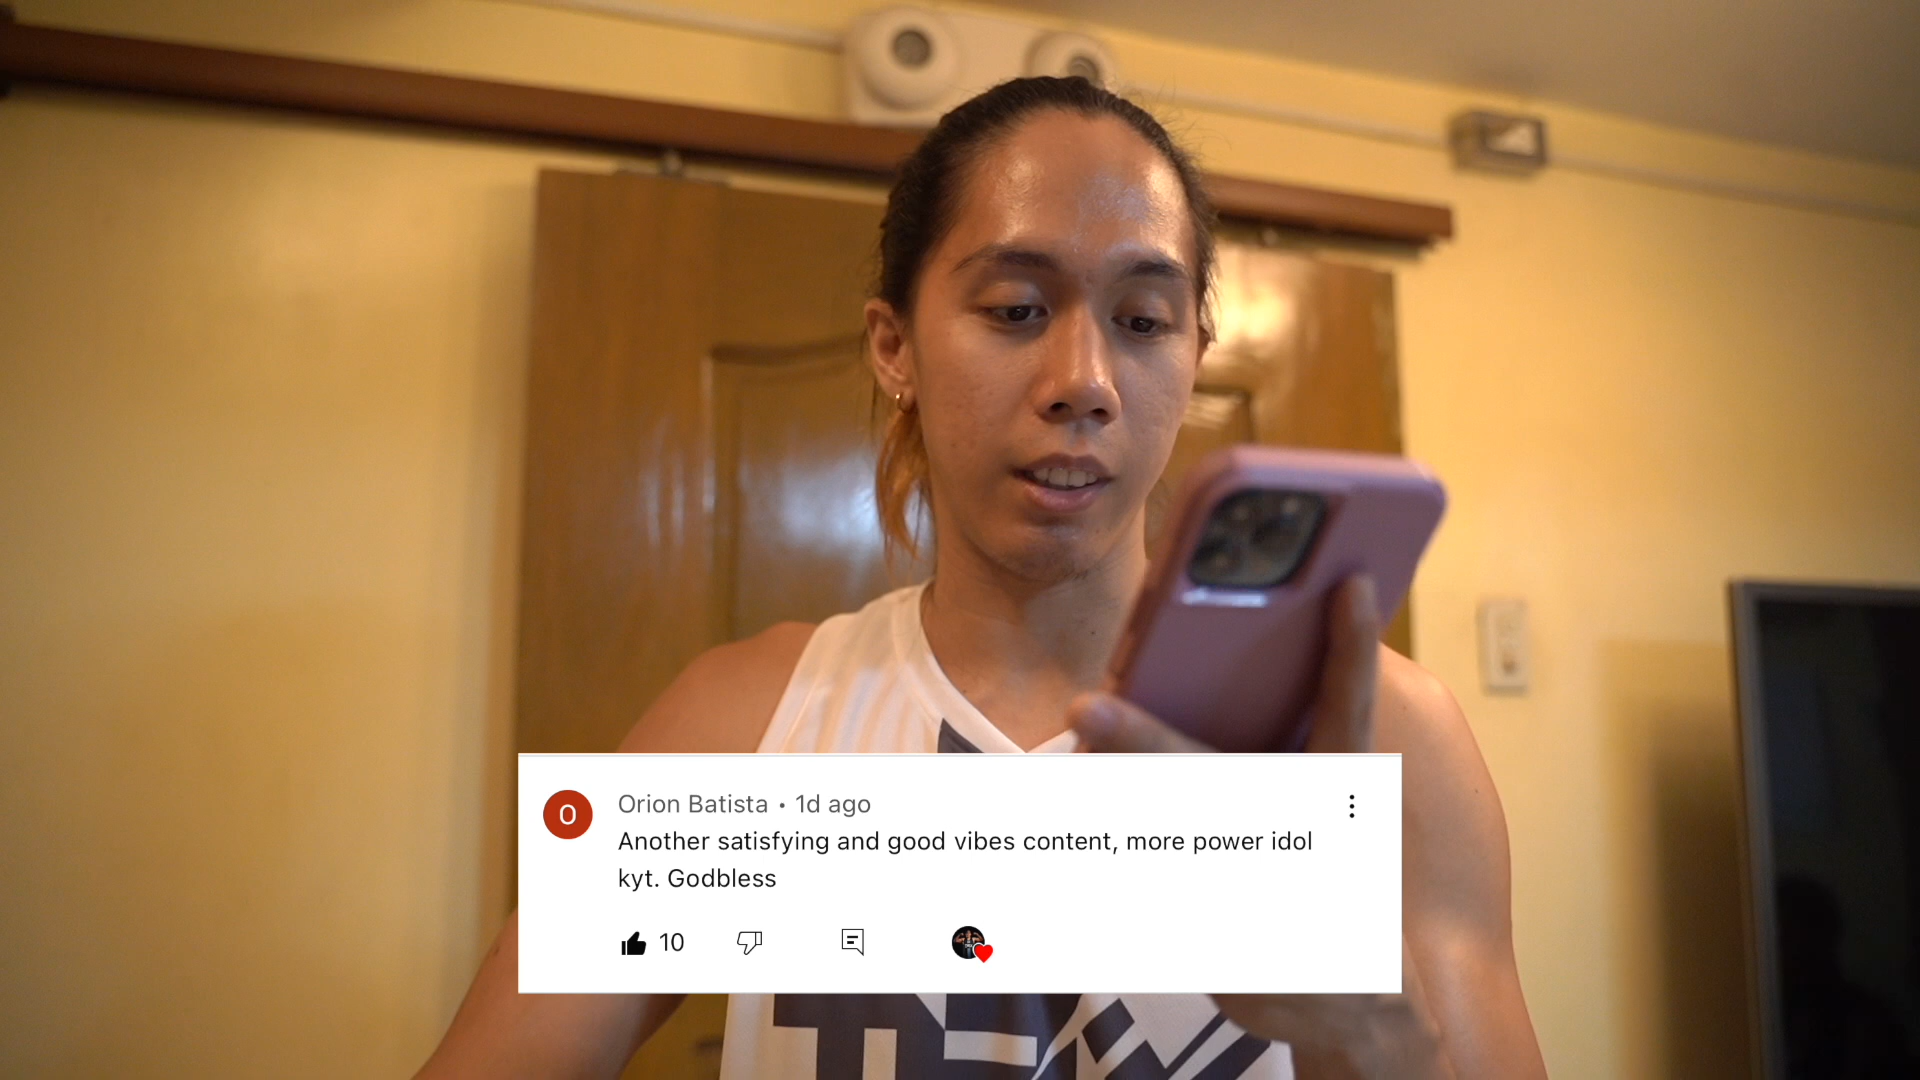 O
Orion Batista • 1d ago
Another satisfying and good vibes content, more power idol
kyt. Godbless
10